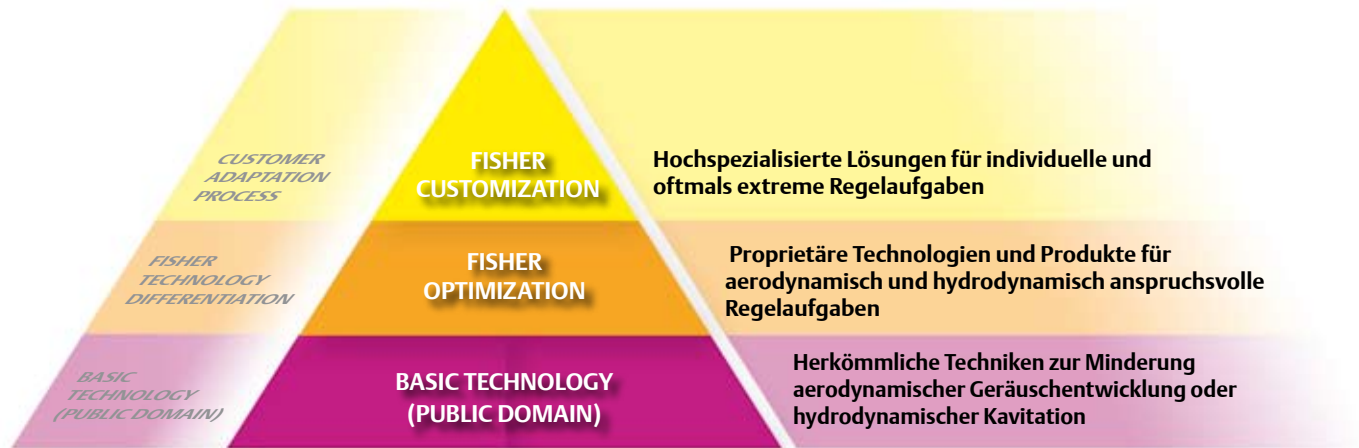 CUSTOMER
ADAPTATION
PROCESS
FISHER
CUSTOMIZATION
Hochspezialisierte Lösungen für individuelle und
oftmals extreme Regelaufgaben
FISHER
TECHNOLOGY
DIFFERENTIATION
FISHER
OPTIMIZATION
Proprietäre Technologien und Produkte für
aerodynamisch und hydrodynamisch anspruchsvolle
Regelaufgaben
BASIC
TECHNOLOGY
(PUBLIC DOMAIN)
BASIC TECHNOLOGY
(PUBLIC DOMAIN)
Herkömmliche Techniken zur Minderung
aerodynamischer Geräuschentwicklung oder
hydrodynamischer Kavitation